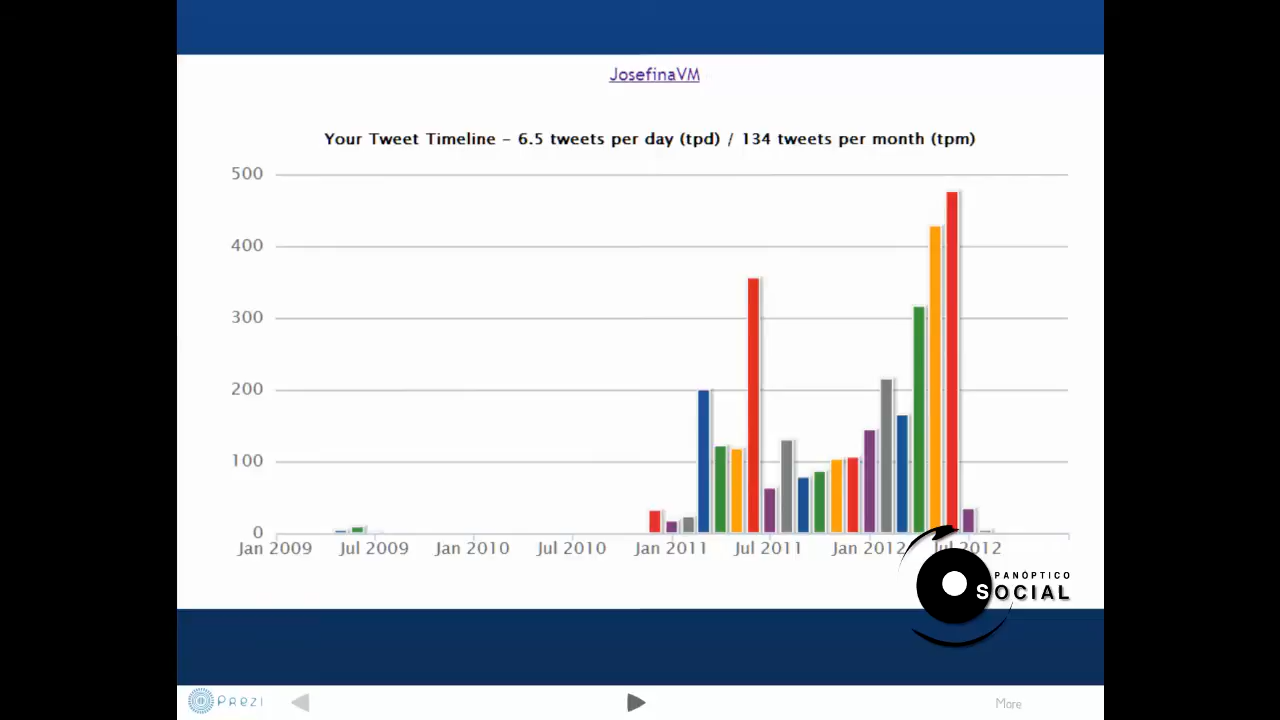 JosefinaVM
Your Tweet Timeline – 6.5 tweets per day (tpd) / 134 tweets per month (tpm)
500
400
300
200
100
0
Jan 2009 Jul 2009 Jan 2010 Jul 2010 Jan 2011 Jul 2011 Jan 2012 Jul 2012
PANÓPTICO
SOCIAL
PREZI
More